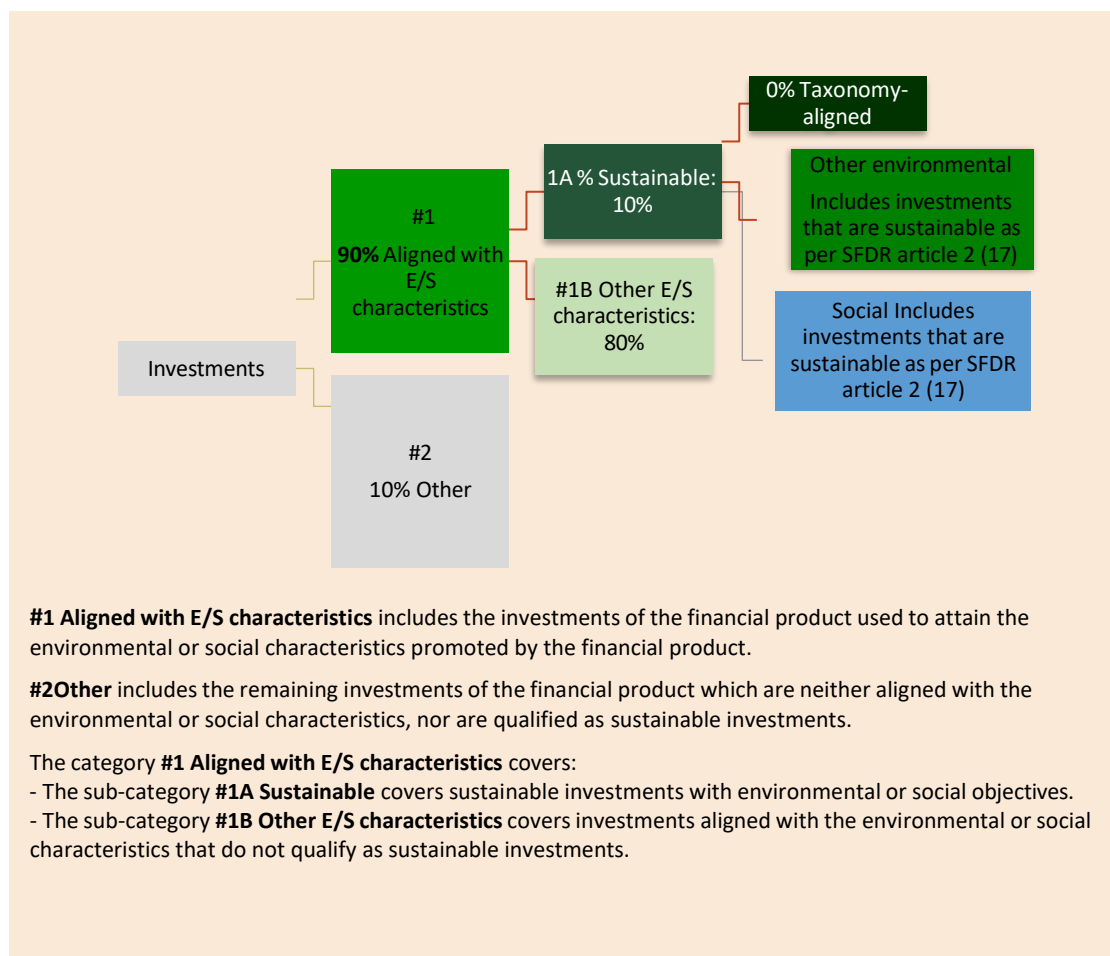 0% Taxonomy-
aligned
Other environmental
Includes investments
that are sustainable as
per SFDR article 2 (17)
1A % Sustainable:
10%
#1
90% Aligned with
E/S
characteristics
#1B Other E/S
characteristics:
80%
Social Includes
investments that are
sustainable as per SFDR
article 2 (17)
Investments
#2
10% Other
#1 Aligned with E/S characteristics includes the investments of the financial product used to attain the
environmental or social characteristics promoted by the financial product.
#2Other includes the remaining investments of the financial product which are neither aligned with the
environmental or social characteristics, nor are qualified as sustainable investments.
The category #1 Aligned with E/S characteristics covers:
- The sub-category #1A Sustainable covers sustainable investments with environmental or social objectives.
- The sub-category #1B Other E/S characteristics covers investments aligned with the environmental or social
characteristics that do not qualify as sustainable investments.